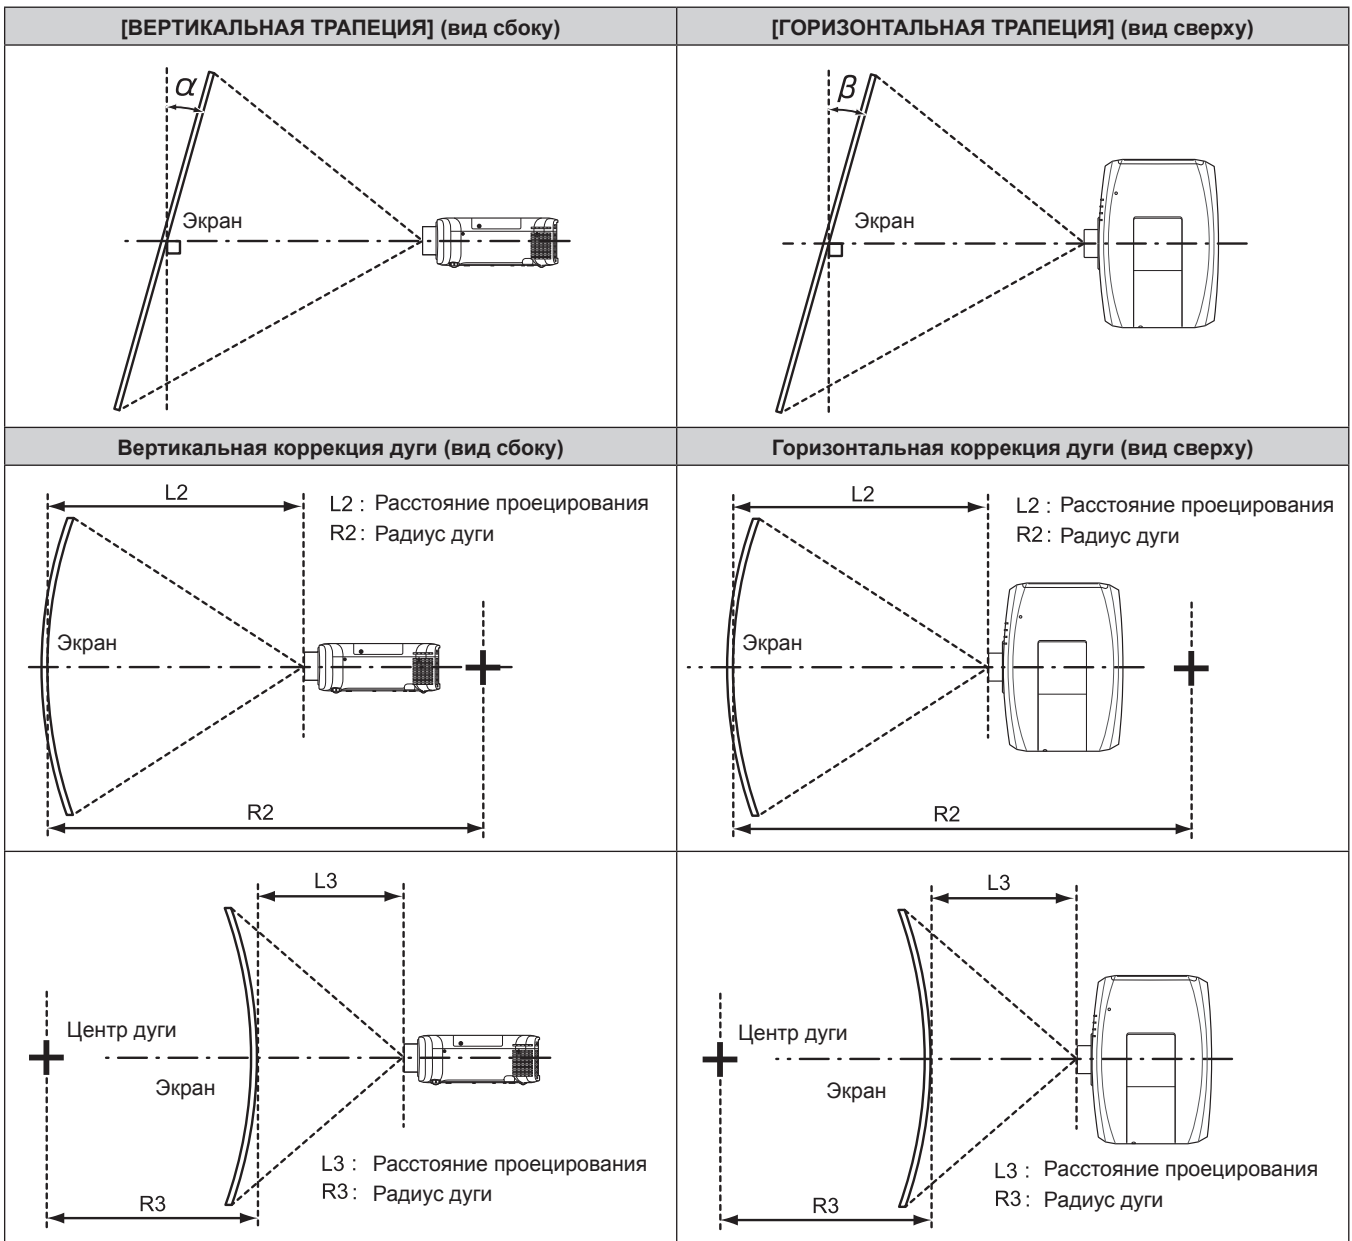 [ВЕРТИКАЛЬНАЯ ТРАПЕЦИЯ] (вид сбоку)
[ГОРИЗОНТАЛЬНАЯ ТРАПЕЦИЯ] (вид сверху)
α
Экран
β
Экран
Вертикальная коррекция дуги (вид сбоку)
Горизонтальная коррекция дуги (вид сверху)
L2
L2 : Расстояние проецирования
R2 : Радиус дуги
Экран
R2
L2
L2 : Расстояние проецирования
R2 : Радиус дуги
Экран
R2
L3
Центр дуги
Экран
L3 : Расстояние проецирования
R3 : Радиус дуги
R3
L3
Центр дуги
Экран
L3 : Расстояние проецирования
R3 : Радиус дуги
R3